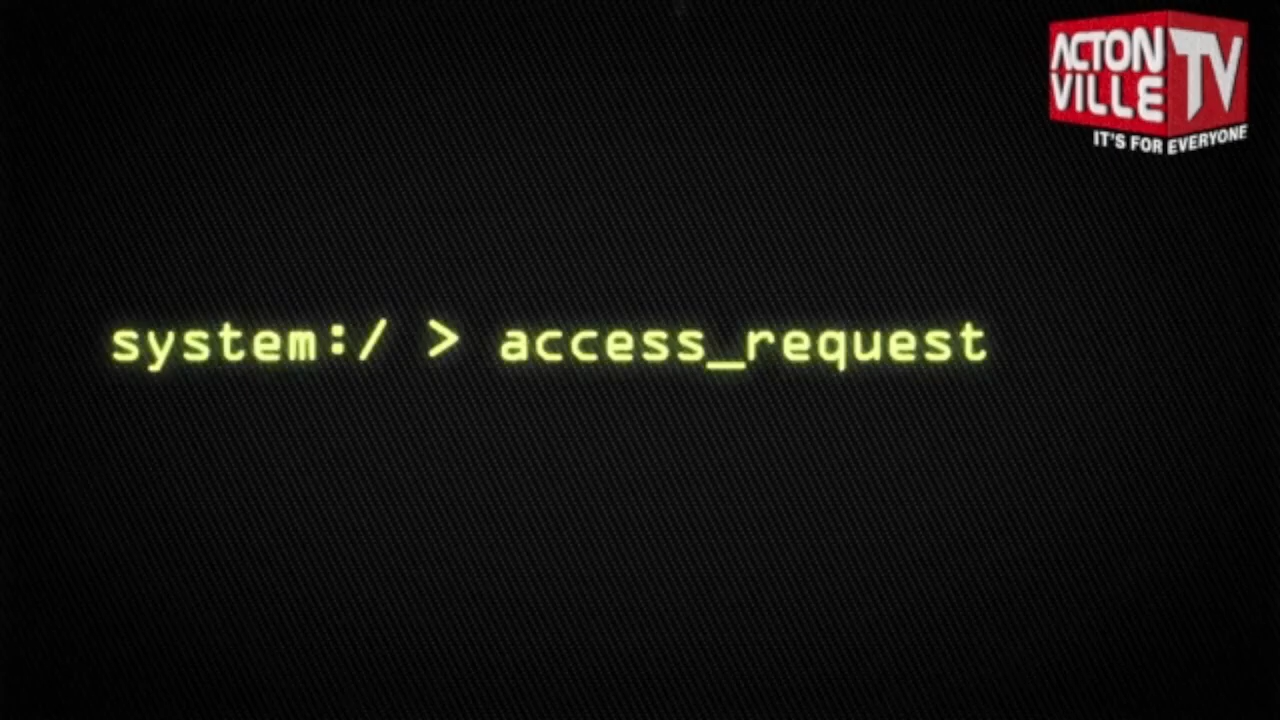 ACTON
VILLE
TV
IT'S FOR EVERYONE
system:/ > access_request